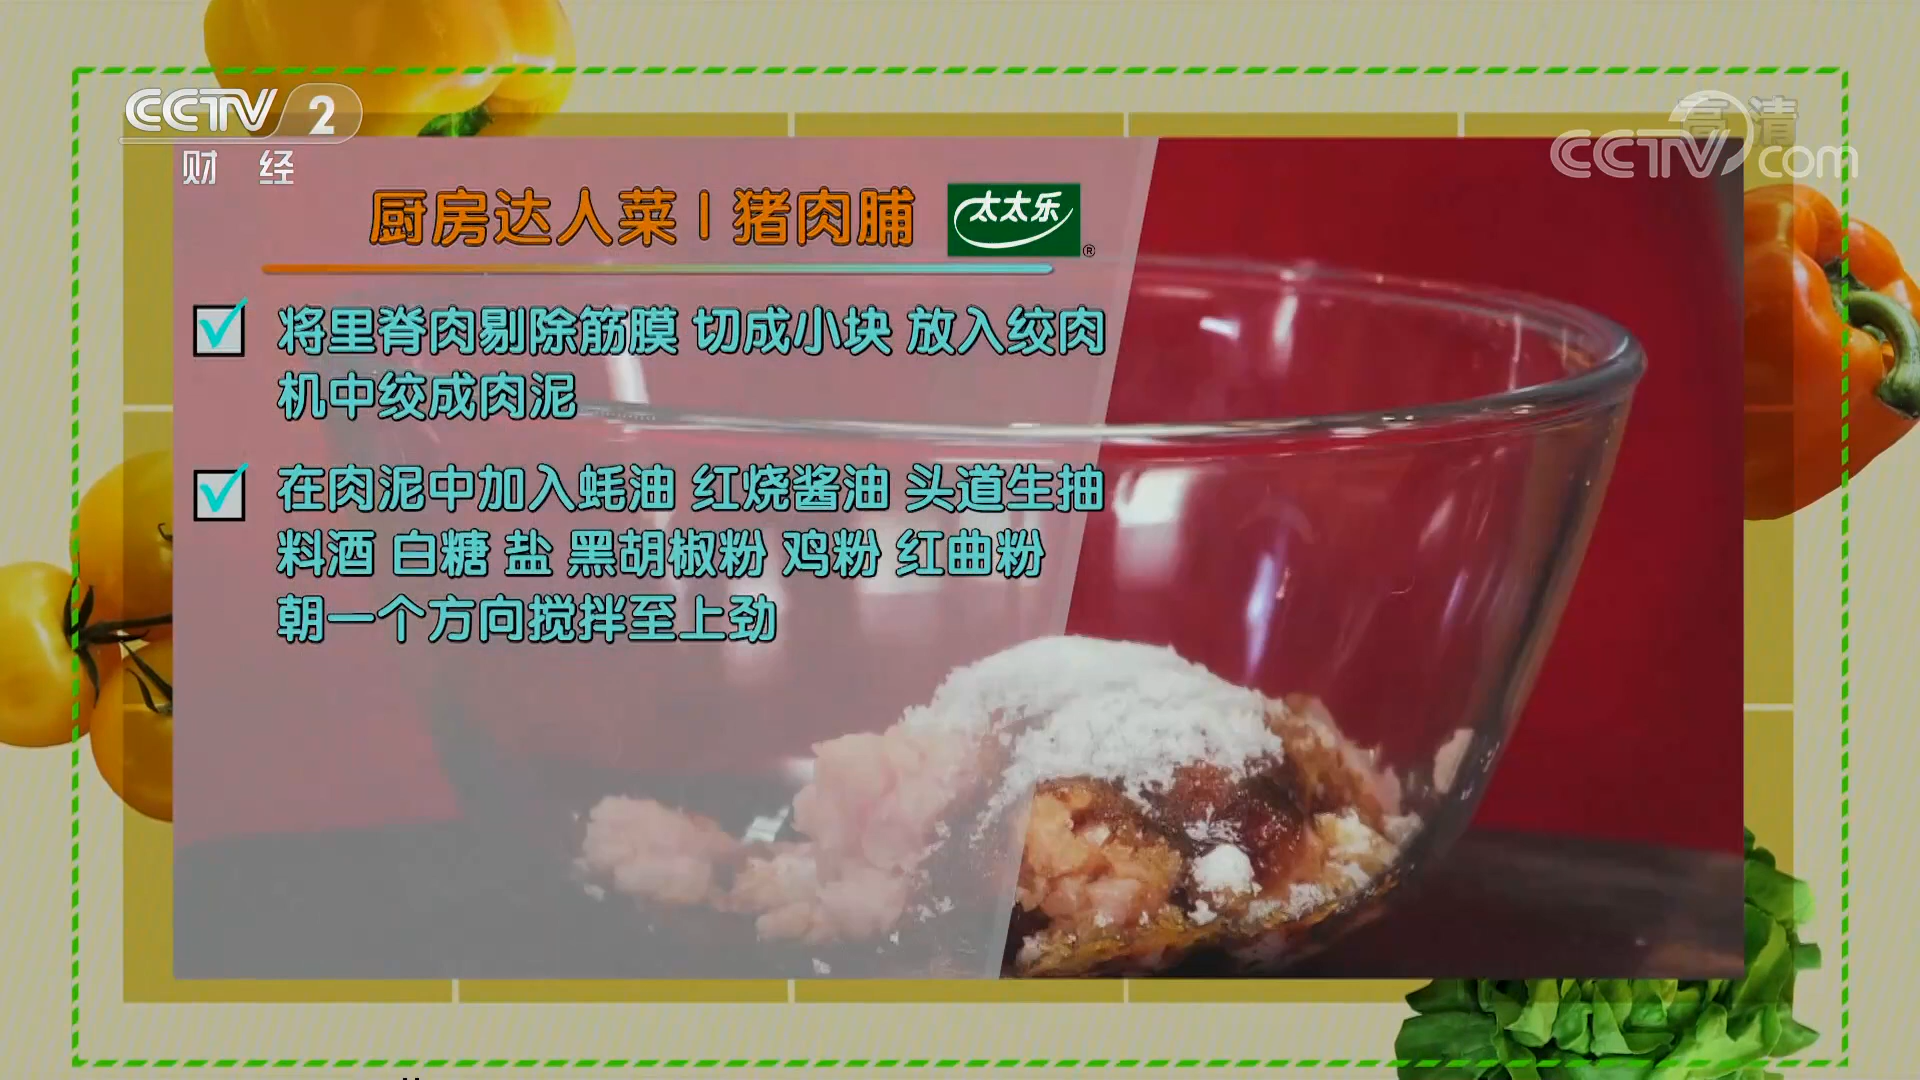 CCTV 2
财 经
高清
CCTV.com
厨房达人菜 | 猪肉脯
太太乐
®
将里脊肉剔除筋膜 切成小块 放入绞肉
机中绞成肉泥
在肉泥中加入蚝油 红烧酱油 头道生抽
料酒 白糖 盐 黑胡椒粉 鸡粉 红曲粉
朝一个方向搅拌至上劲